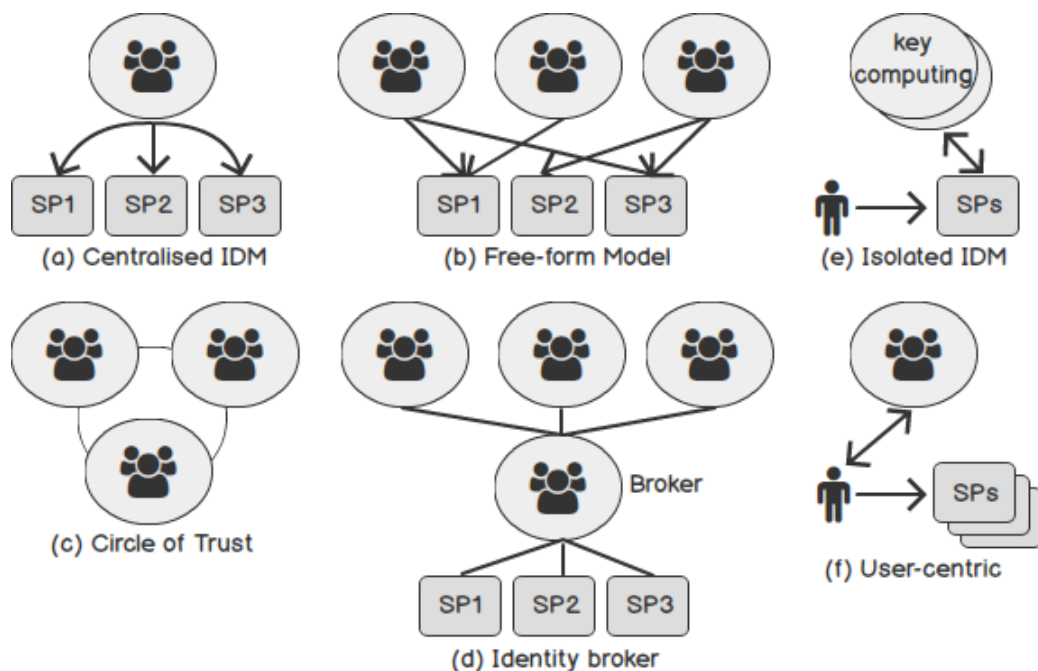 key
computing
SP1 SP2 SP3
SP1 SP2 SP3
SPs
(a) Centralised IDM
(b) Free-form Model
(e) Isolated IDM
Broker
SPs
(c) Circle of Trust
(f) User-centric
SP1 SP2 SP3
(d) Identity broker